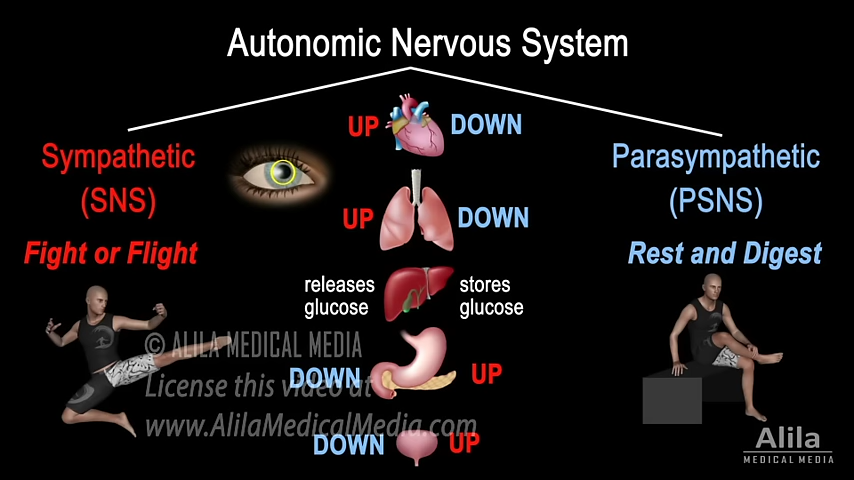 Autonomic Nervous System
Sympathetic
(SNS)
Fight or Flight
UP
DOWN
UP
DOWN
releases
glucose
stores
glucose
DOWN
UP
DOWN
UP
Parasympathetic
(PSNS)
Rest and Digest
© ALILA MEDICAL MEDIA
License this video at
www.AlilaMedicalMedia.com
Alila
MEDICAL MEDIA